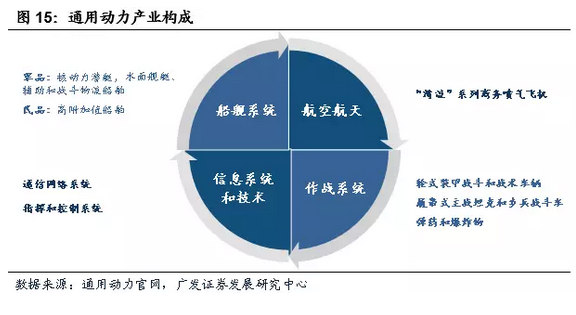 图 15：通用动力产业构成
军品：核动力潜艇，水面舰艇、
辅助和战斗物流船舶
民品：高附加值船舶
船舰系统
航空航天
“湾流”系列商务喷气飞机
通信网络系统
指挥和控制系统
信息系统
和技术
作战系统
轮式装甲战斗和战术车辆
履带式主战坦克和步兵战斗车
弹药和爆炸物
数据来源：通用动力官网，广发证券发展研究中心